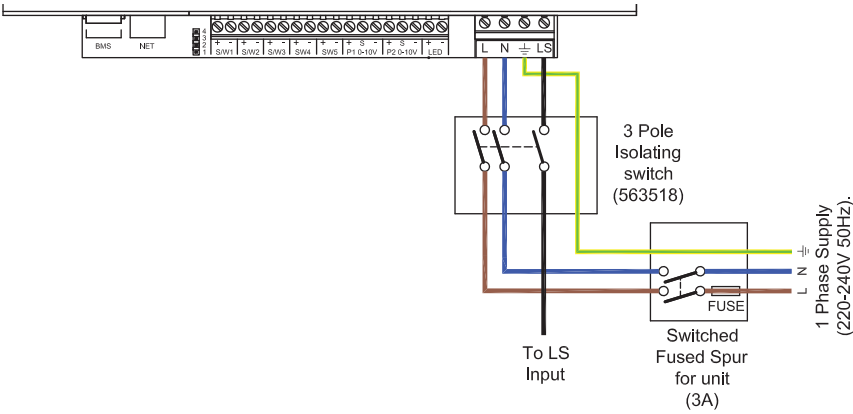 BMS
NET
4
3
2
1
+ - + - + - + - + - + S - + S - + -
S/W1 S/W2 S/W3 SW4 SW5 P1 0-10V P2 0-10V LED
L N LS
3 Pole
Isolating
switch
(563518)
N
L
FUSE
1 Phase Supply
(220-240V 50Hz).
To LS
Input
Switched
Fused Spur
for unit
(3A)